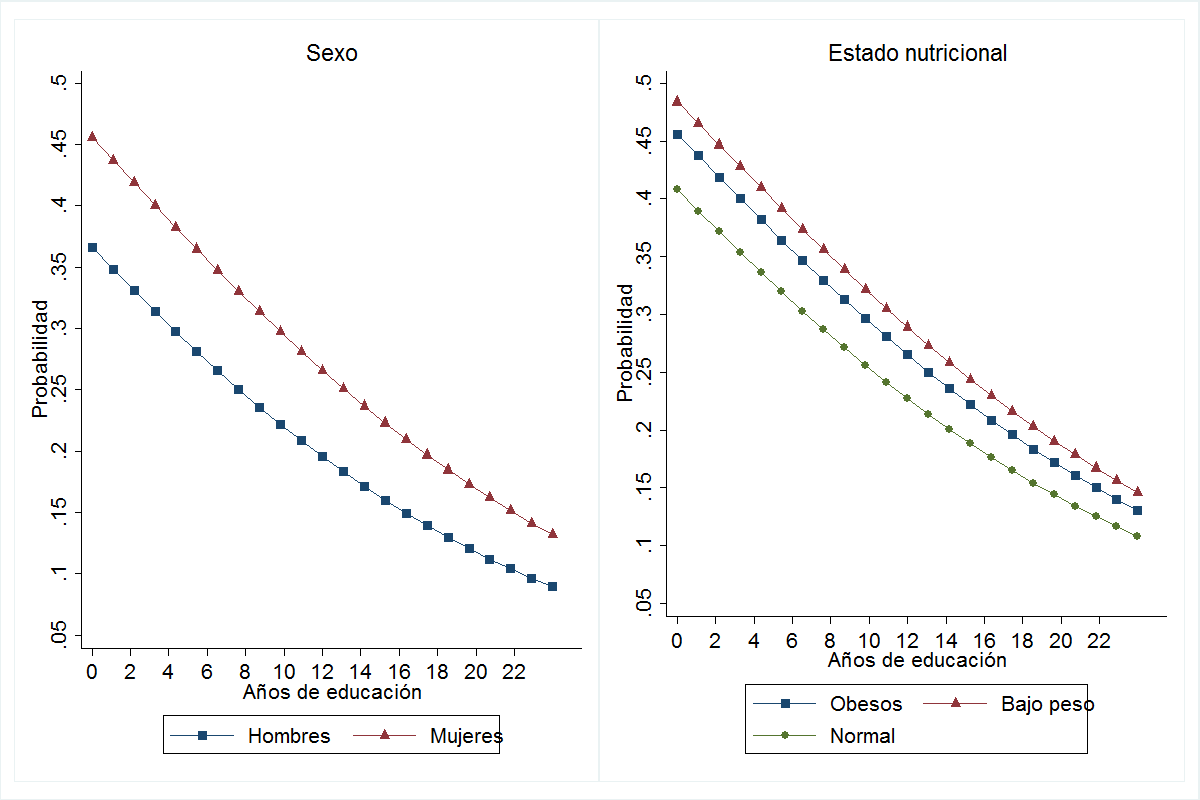 Sexo
Probabilidad
.5
.45
.4
.35
.3
.25
.2
.15
.1
.05
0 2 4 6 8 10 12 14 16 18 20 22
Años de educación
Hombres Mujeres
Estado nutricional
Probabilidad
.5
.45
.4
.35
.3
.25
.2
.15
.1
.05
0 2 4 6 8 10 12 14 16 18 20 22
Años de educación
Obesos Bajo peso
Normal